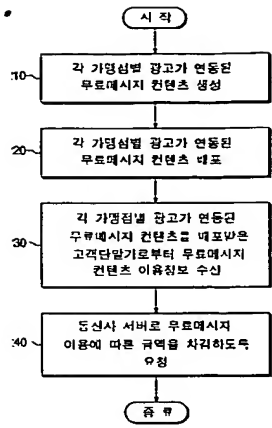 시 작
:10
각 가맹점별 광고가 연동된
무료메시지 컨텐츠 생성
:20
각 가맹점별 광고가 연동된
무료메시지 컨텐츠 배포
:30
각 가맹점별 광고가 연동된
무료메시지 컨텐츠를 배포받은
고객단말기로부터 무료메시지
컨텐츠 이용정보 수신
:40
통신사 서버로 무료메시지
이용에 따른 금액을 차감하도록
요청
종 료